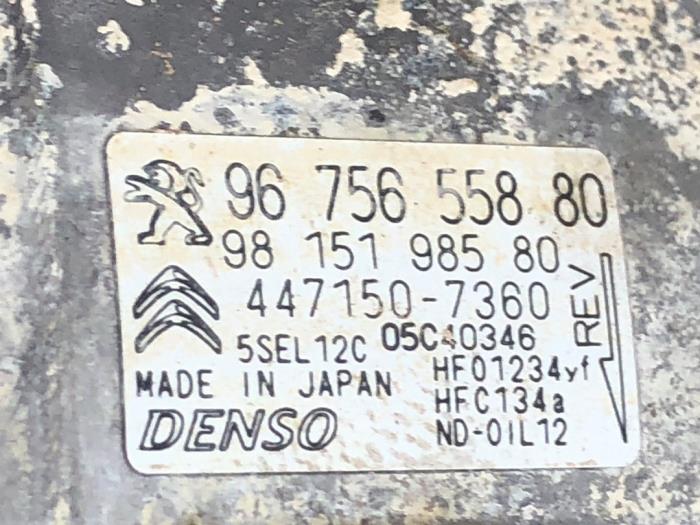 96 756 558 80
98 151 985 80
447150-7360
REV
5SEL12C 05C40346
MADE IN JAPAN
HFO1234yf
HFC134a
DENSO
ND-OIL12